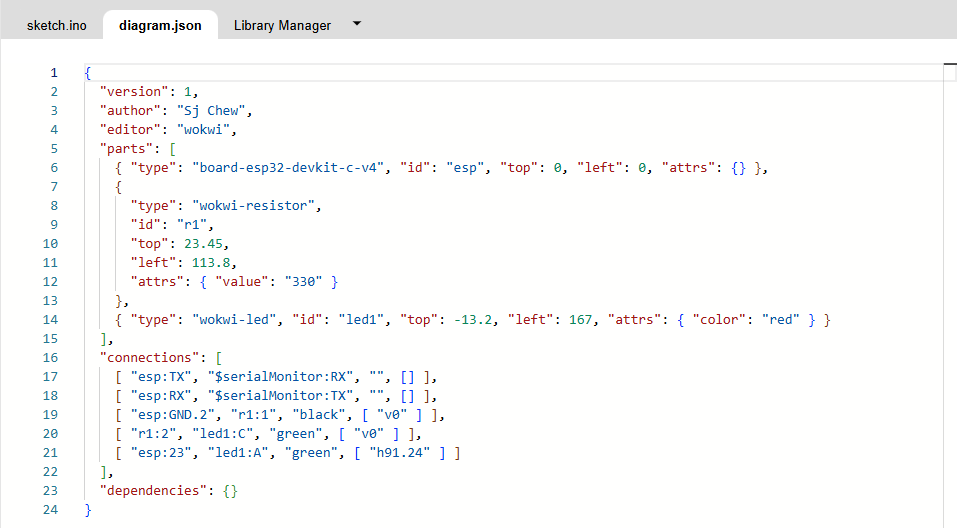 sketch.ino diagram.json Library Manager
1 {
2 "version": 1,
3 "author": "Sj Chew",
4 "editor": "wokwi",
5 "parts": [
6 { "type": "board-esp32-devkit-c-v4", "id": "esp", "top": 0, "left": 0, "attrs": {} },
7 {
8 "type": "wokwi-resistor",
9 "id": "r1",
10 "top": 23.45,
11 "left": 113.8,
12 "attrs": { "value": "330" }
13 },
14 { "type": "wokwi-led", "id": "led1", "top": -13.2, "left": 167, "attrs": { "color": "red" } }
15 ],
16 "connections": [
17 [ "esp:TX", "$serialMonitor:RX", "", [] ],
18 [ "esp:RX", "$serialMonitor:TX", "", [] ],
19 [ "esp:GND.2", "r1:1", "black", [ "v0" ] ],
20 [ "r1:2", "led1:C", "green", [ "v0" ] ],
21 [ "esp:23", "led1:A", "green", [ "h91.24" ] ]
22 ],
23 "dependencies": {}
24 }